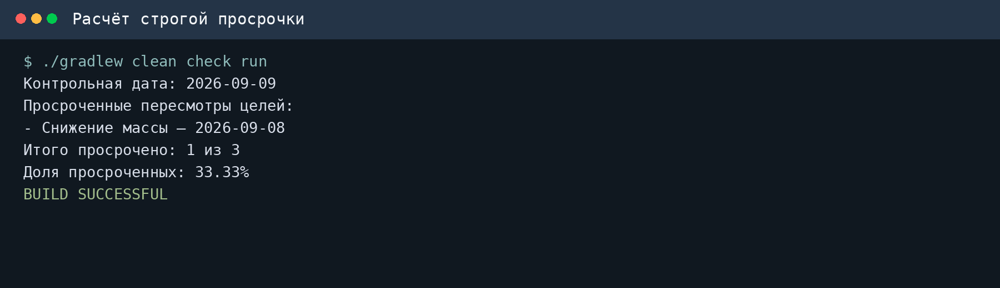 Расчёт строгой просрочки
$ ./gradlew clean check run
Контрольная дата: 2026-09-09
Просроченные пересмотры целей:
- Снижение массы — 2026-09-08
Итого просрочено: 1 из 3
Доля просроченных: 33.33%
BUILD SUCCESSFUL